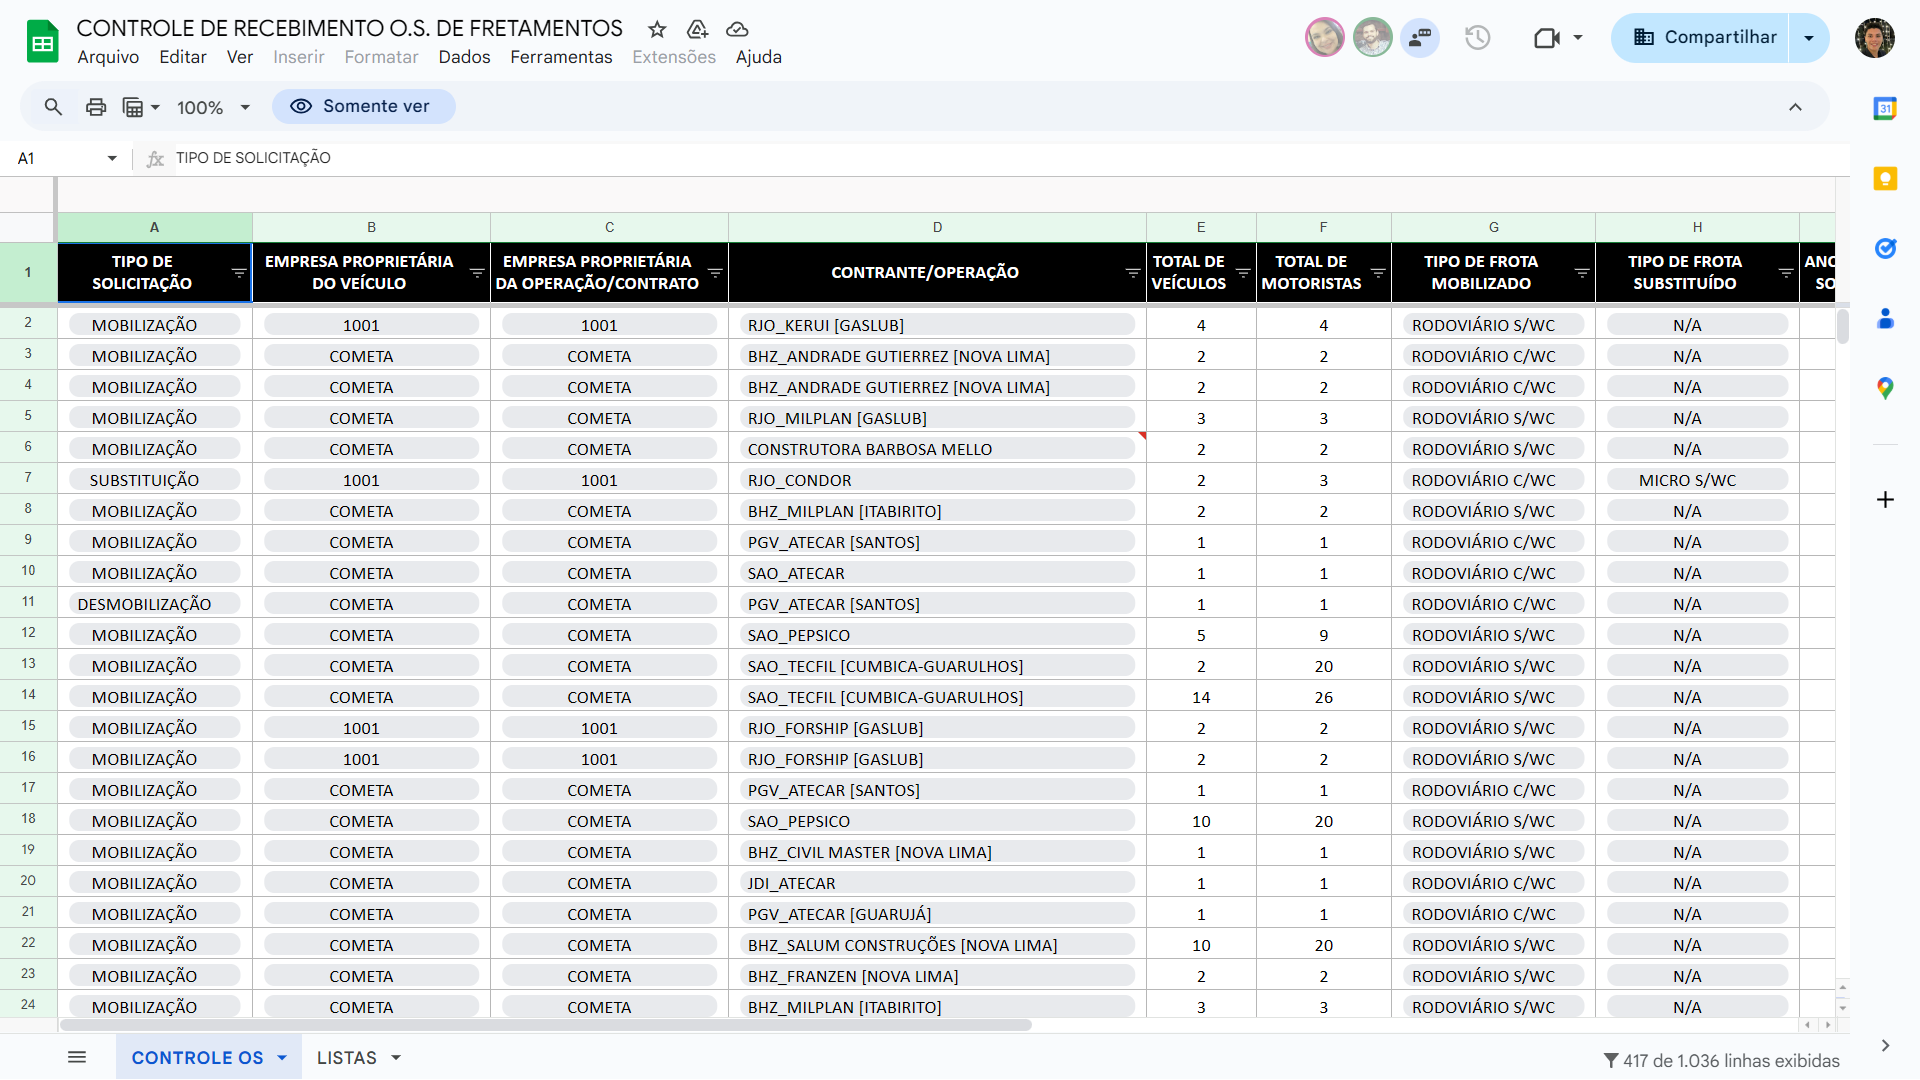 CONTROLE DE RECEBIMENTO O.S. DE FRETAMENTOS
Arquivo Editar Ver Inserir Formatar Dados Ferramentas Extensões Ajuda
Compartilhar
100% Somente ver
A1 fx TIPO DE SOLICITAÇÃO
A B C D E F G H
1 TIPO DE SOLICITAÇÃO EMPRESA PROPRIETÁRIA DO VEÍCULO EMPRESA PROPRIETÁRIA DA OPERAÇÃO/CONTRATO CONTRANTE/OPERAÇÃO TOTAL DE VEÍCULOS TOTAL DE MOTORISTAS TIPO DE FROTA MOBILIZADO TIPO DE FROTA SUBSTITUÍDO
2 MOBILIZAÇÃO 1001 1001 RJO_KERUI [GASLUB] 4 4 RODOVIÁRIO S/WC N/A
3 MOBILIZAÇÃO COMETA COMETA BHZ_ANDRADE GUTIERREZ [NOVA LIMA] 2 2 RODOVIÁRIO C/WC N/A
4 MOBILIZAÇÃO COMETA COMETA BHZ_ANDRADE GUTIERREZ [NOVA LIMA] 2 2 RODOVIÁRIO C/WC N/A
5 MOBILIZAÇÃO COMETA COMETA RJO_MILPLAN [GASLUB] 3 3 RODOVIÁRIO S/WC N/A
6 MOBILIZAÇÃO COMETA COMETA CONSTRUTORA BARBOSA MELLO 2 2 RODOVIÁRIO S/WC N/A
7 SUBSTITUIÇÃO 1001 1001 RJO_CONDOR 2 3 RODOVIÁRIO C/WC MICRO S/WC
8 MOBILIZAÇÃO COMETA COMETA BHZ_MILPLAN [ITABIRITO] 2 2 RODOVIÁRIO S/WC N/A
9 MOBILIZAÇÃO COMETA COMETA PGV_ATECAR [SANTOS] 1 1 RODOVIÁRIO C/WC N/A
10 MOBILIZAÇÃO COMETA COMETA SAO_ATECAR 1 1 RODOVIÁRIO C/WC N/A
11 DESMOBILIZAÇÃO COMETA COMETA PGV_ATECAR [SANTOS] 1 1 RODOVIÁRIO C/WC N/A
12 MOBILIZAÇÃO COMETA COMETA SAO_PEPSICO 5 9 RODOVIÁRIO S/WC N/A
13 MOBILIZAÇÃO COMETA COMETA SAO_TECFIL [CUMBICA-GUARULHOS] 2 20 RODOVIÁRIO S/WC N/A
14 MOBILIZAÇÃO COMETA COMETA SAO_TECFIL [CUMBICA-GUARULHOS] 14 26 RODOVIÁRIO S/WC N/A
15 MOBILIZAÇÃO 1001 1001 RJO_FORSHIP [GASLUB] 2 2 RODOVIÁRIO S/WC N/A
16 MOBILIZAÇÃO 1001 1001 RJO_FORSHIP [GASLUB] 2 2 RODOVIÁRIO S/WC N/A
17 MOBILIZAÇÃO COMETA COMETA PGV_ATECAR [SANTOS] 1 1 RODOVIÁRIO C/WC N/A
18 MOBILIZAÇÃO COMETA COMETA SAO_PEPSICO 10 20 RODOVIÁRIO S/WC N/A
19 MOBILIZAÇÃO COMETA COMETA BHZ_CIVIL MASTER [NOVA LIMA] 1 1 RODOVIÁRIO S/WC N/A
20 MOBILIZAÇÃO COMETA COMETA JDI_ATECAR 1 1 RODOVIÁRIO C/WC N/A
21 MOBILIZAÇÃO COMETA COMETA PGV_ATECAR [GUARUJÁ] 1 1 RODOVIÁRIO C/WC N/A
22 MOBILIZAÇÃO COMETA COMETA BHZ_SALUM CONSTRUÇÕES [NOVA LIMA] 10 20 RODOVIÁRIO S/WC N/A
23 MOBILIZAÇÃO COMETA COMETA BHZ_FRANZEN [NOVA LIMA] 2 2 RODOVIÁRIO S/WC N/A
24 MOBILIZAÇÃO COMETA COMETA BHZ_MILPLAN [ITABIRITO] 3 3 RODOVIÁRIO S/WC N/A
CONTROLE OS LISTAS 417 de 1.036 linhas exibidas